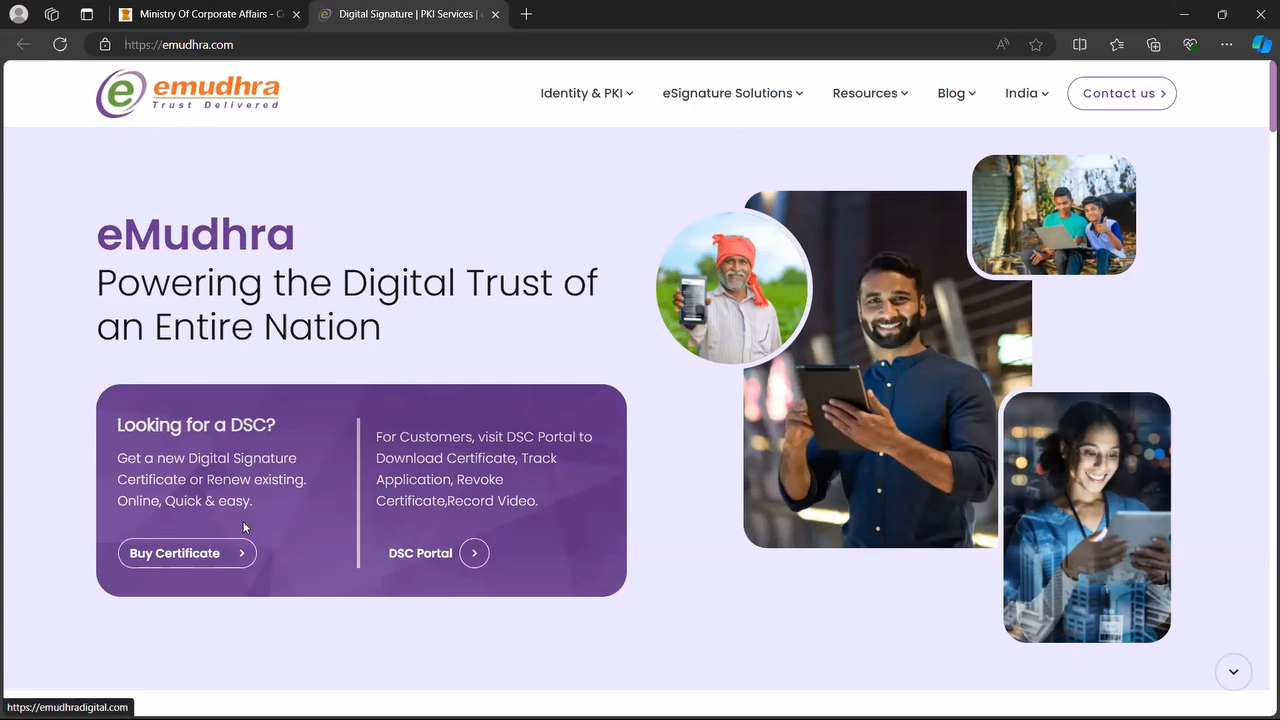 Ministry Of Corporate Affairs - C
Digital Signature | PKI Services |
https://emudhra.com
emudhra
Trust Delivered
Identity & PKI
eSignature Solutions
Resources
Blog
India
Contact us
eMudhra
Powering the Digital Trust of
an Entire Nation
Looking for a DSC?
Get a new Digital Signature
Certificate or Renew existing.
Online, Quick & easy.
Buy Certificate
For Customers, visit DSC Portal to
Download Certificate, Track
Application, Revoke
Certificate,Record Video.
DSC Portal
https://emudhradigital.com